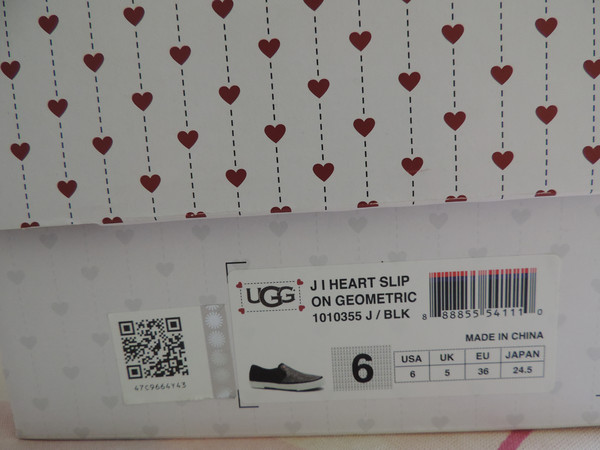 UGG
J I HEART SLIP
ON GEOMETRIC
1010355 J / BLK
8 88855 54111 0
MADE IN CHINA
6
USA UK EU JAPAN
6 5 36 24.5
47C9664Y43